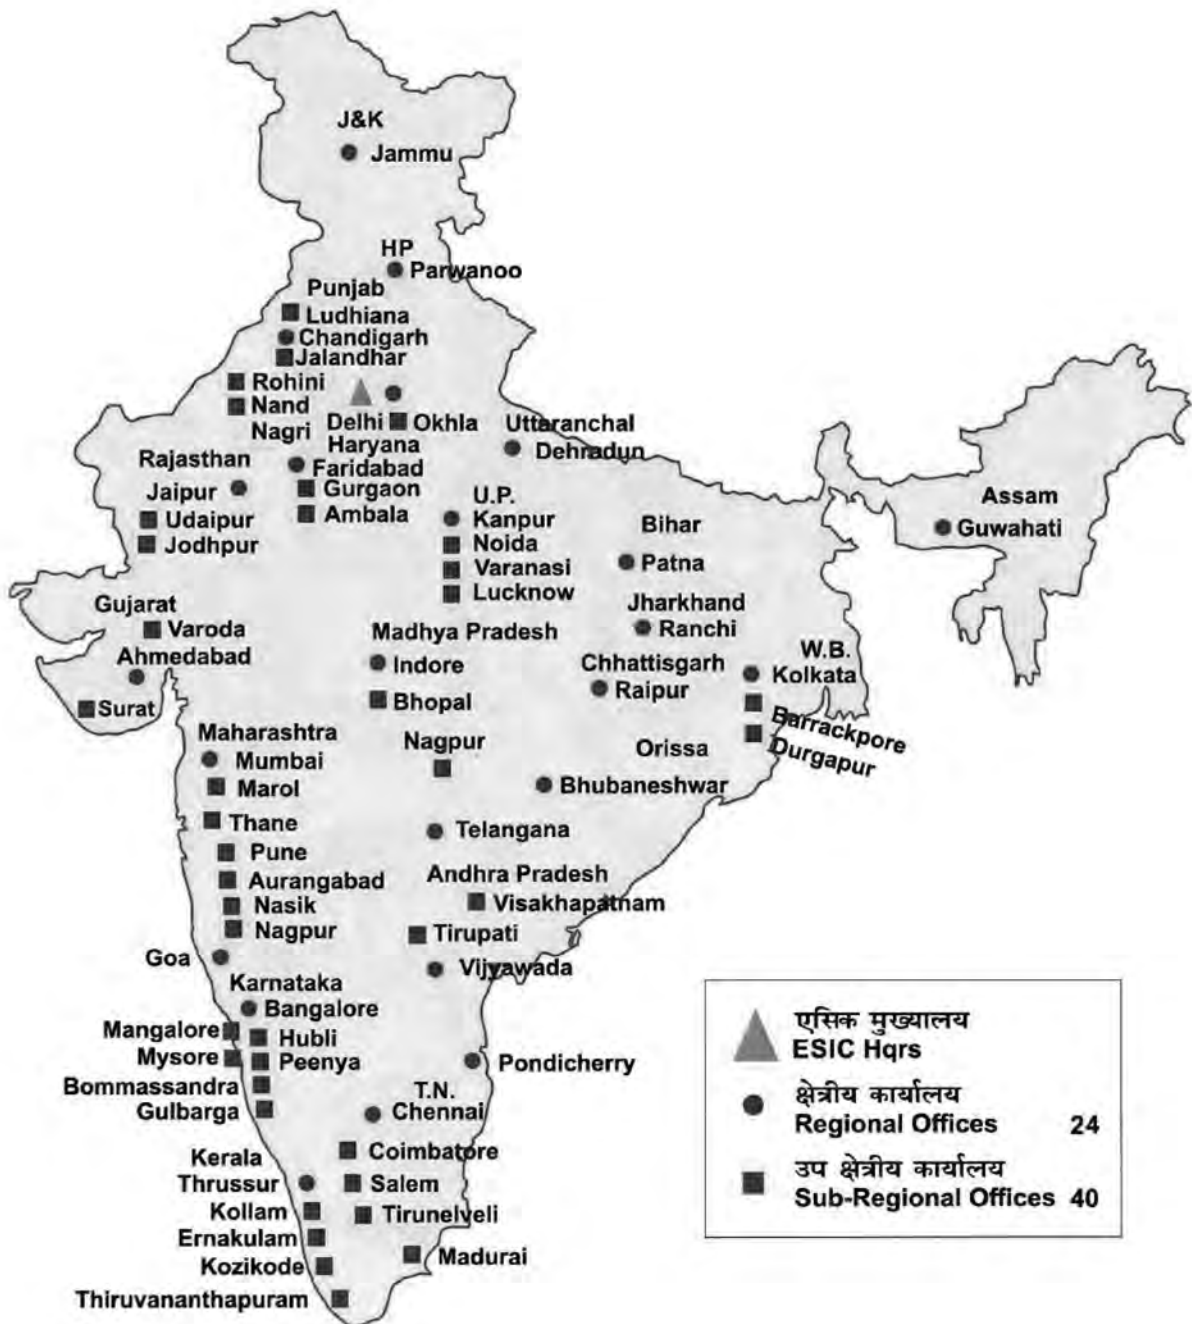 J&K
Jammu
HP
Parwanoo
Punjab
Ludhiana
Chandigarh
Jalandhar
Rohini
Nand
Nagri
Delhi
Okhla
Haryana
Uttaranchal
Dehradun
Rajasthan
Faridabad
Jaipur
Gurgaon
Udaipur
Ambala
Jodhpur
U.P.
Kanpur
Noida
Varanasi
Lucknow
Bihar
Patna
Assam
Guwahati
Gujarat
Varoda
Ahmedabad
Surat
Madhya Pradesh
Indore
Bhopal
Jharkhand
Ranchi
Chhattisgarh
Raipur
W.B.
Kolkata
Barrackpore
Durgapur
Maharashtra
Mumbai
Marol
Thane
Pune
Aurangabad
Nasik
Nagpur
Nagpur
Orissa
Bhubaneshwar
Telangana
Andhra Pradesh
Visakhapatnam
Tirupati
Vijyawada
Goa
Karnataka
Bangalore
Mangalore
Hubli
Mysore
Peenya
Bommassandra
Gulbarga
Pondicherry
T.N.
Chennai
Coimbatore
Salem
Tirunelveli
Madurai
Kerala
Thrussur
Kollam
Ernakulam
Kozikode
Thiruvananthapuram
एसिक मुख्यालय
ESIC Hqrs
क्षेत्रीय कार्यालय
Regional Offices 24
उप क्षेत्रीय कार्यालय
Sub-Regional Offices 40